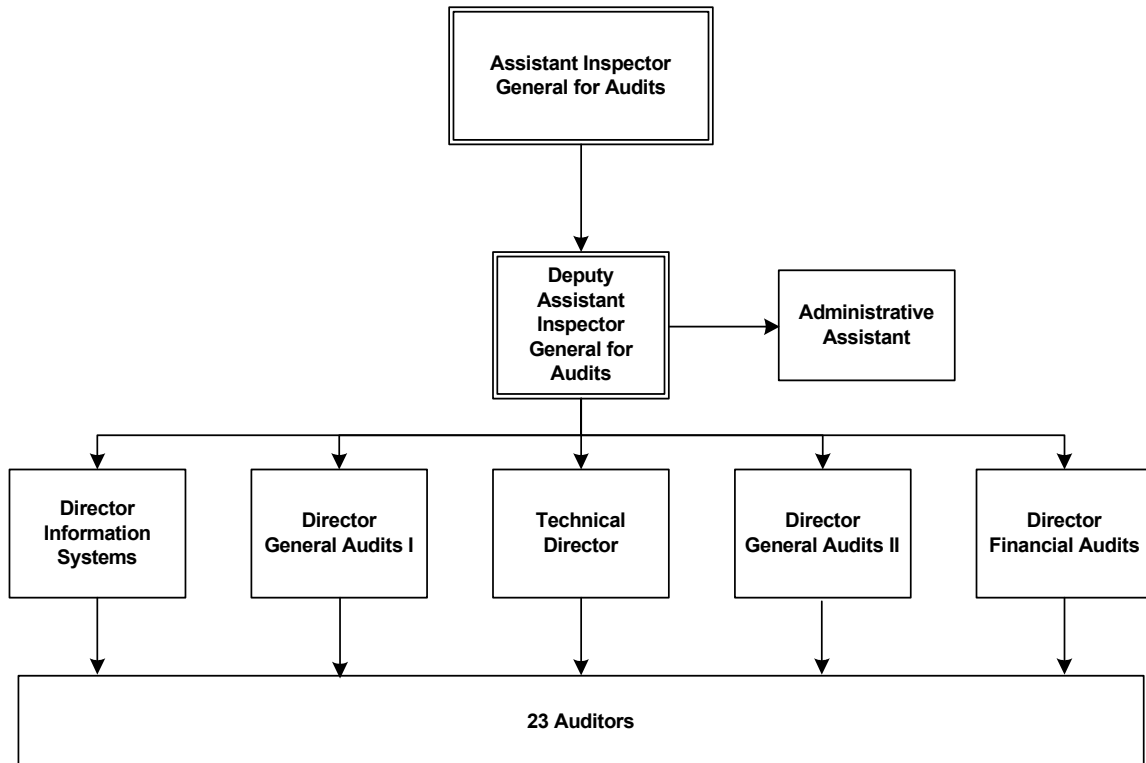 Assistant Inspector
General for Audits
Deputy
Assistant
Inspector
General for
Audits
Administrative
Assistant
Director
Information
Systems
Director
General Audits I
Technical
Director
Director
General Audits II
Director
Financial Audits
23 Auditors